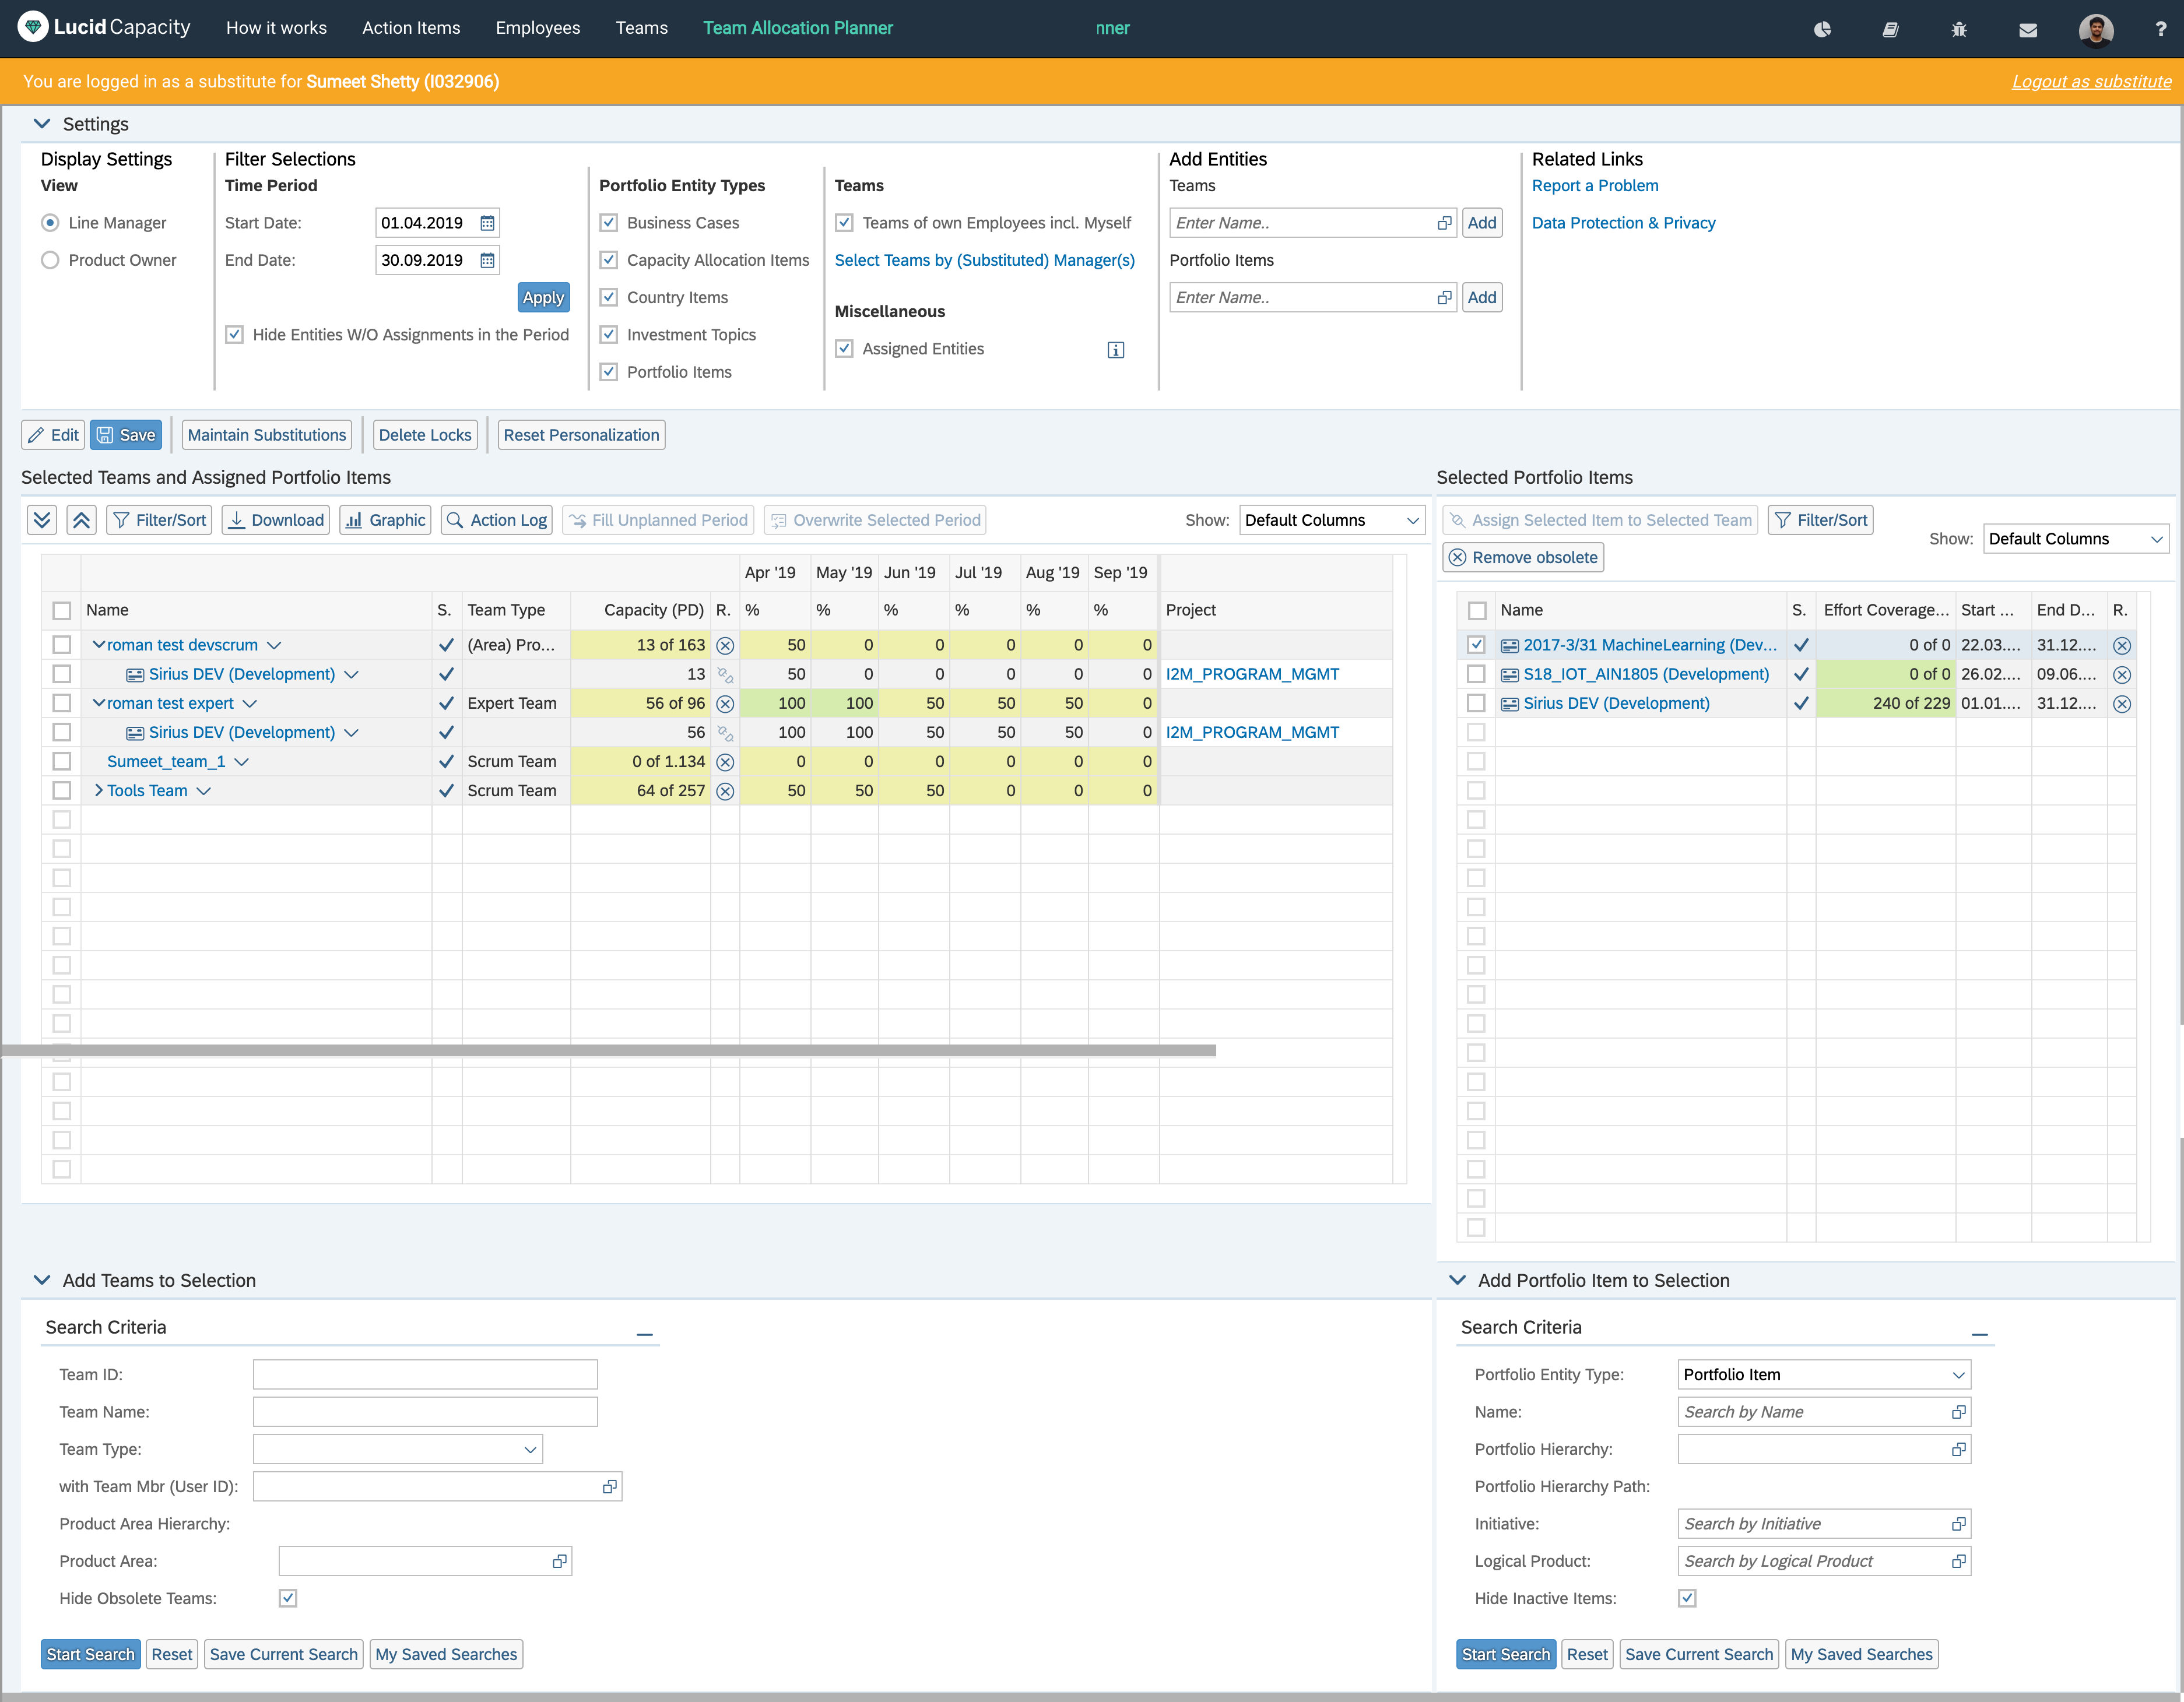 LucidCapacity How it works Action Items Employees Teams Team Allocation Planner nner ?
You are logged in as a substitute for Sumeet Shetty (I032906) Logout as substitute
Settings
Display Settings
View
Line Manager
Product Owner
Filter Selections
Time Period
Start Date: 01.04.2019
End Date: 30.09.2019
Apply
Hide Entities W/O Assignments in the Period
Portfolio Entity Types
Business Cases
Capacity Allocation Items
Country Items
Investment Topics
Portfolio Items
Teams
Teams of own Employees incl. Myself
Select Teams by (Substituted) Manager(s)
Miscellaneous
Assigned Entities
Add Entities
Teams
Enter Name.. Add
Portfolio Items
Enter Name.. Add
Related Links
Report a Problem
Data Protection & Privacy
Edit Save Maintain Substitutions Delete Locks Reset Personalization
Selected Teams and Assigned Portfolio Items
Filter/Sort Download Graphic Action Log Fill Unplanned Period Overwrite Selected Period Show: Default Columns
Apr '19 May '19 Jun '19 Jul '19 Aug '19 Sep '19
Name S. Team Type Capacity (PD) R. % % % % % % Project
roman test devscrum (Area) Pro... 13 of 163 50 0 0 0 0 0
Sirius DEV (Development) 13 50 0 0 0 0 0 I2M_PROGRAM_MGMT
roman test expert Expert Team 56 of 96 100 100 50 50 50 0
Sirius DEV (Development) 56 100 100 50 50 50 0 I2M_PROGRAM_MGMT
Sumeet_team_1 Scrum Team 0 of 1.134 0 0 0 0 0 0
Tools Team Scrum Team 64 of 257 50 50 50 0 0 0
Selected Portfolio Items
Assign Selected Item to Selected Team Filter/Sort
Remove obsolete
Show: Default Columns
Name S. Effort Coverage... Start ... End D... R.
2017-3/31 MachineLearning (Dev... 0 of 0 22.03.... 31.12....
S18_IOT_AIN1805 (Development) 0 of 0 26.02.... 09.06....
Sirius DEV (Development) 240 of 229 01.01.... 31.12....
Add Teams to Selection
Search Criteria
Team ID:
Team Name:
Team Type:
with Team Mbr (User ID):
Product Area Hierarchy:
Product Area:
Hide Obsolete Teams:
Start Search Reset Save Current Search My Saved Searches
Add Portfolio Item to Selection
Search Criteria
Portfolio Entity Type: Portfolio Item
Name: Search by Name
Portfolio Hierarchy:
Portfolio Hierarchy Path:
Initiative: Search by Initiative
Logical Product: Search by Logical Product
Hide Inactive Items:
Start Search Reset Save Current Search My Saved Searches